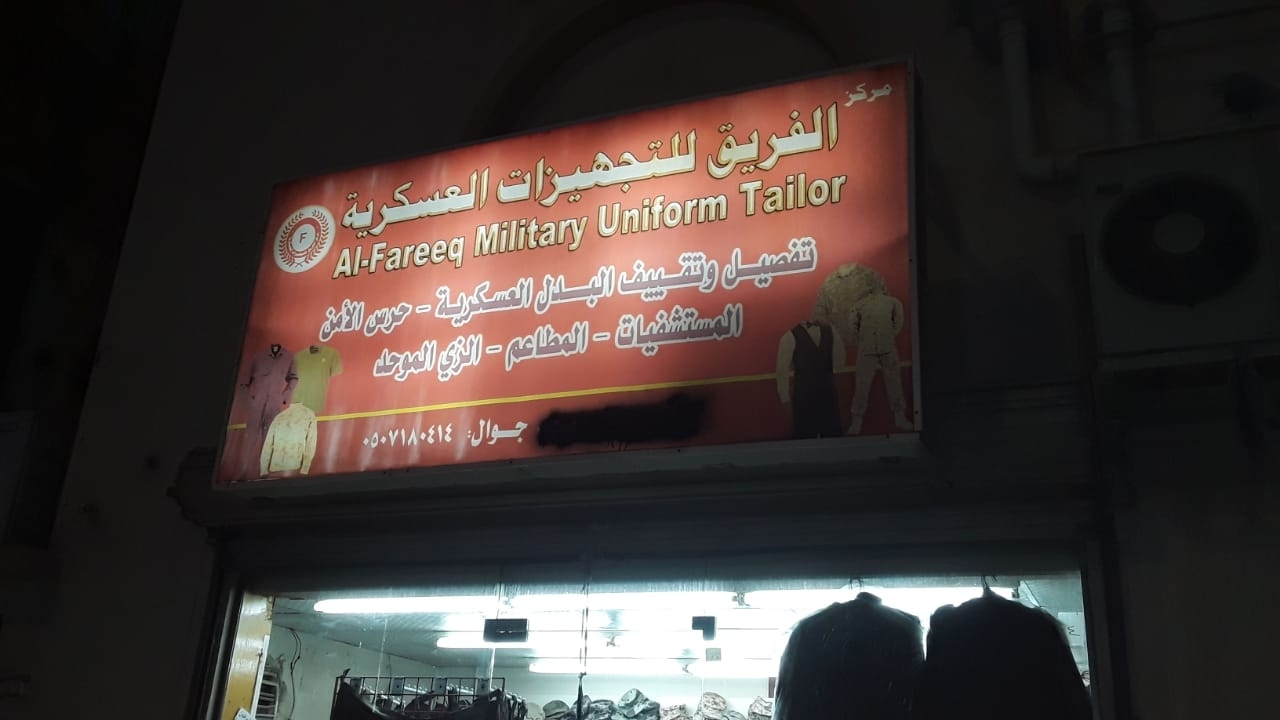 مركز
الفريق للتجهيزات العسكرية
Al-Fareeq Military Uniform Tailor
F
تفصيل وتقييف البدل العسكرية - حرس الأمن
المستشفيات - المطاعم - الزي الموحد
جوال: ٠٥٠٧١٨٠٤١٤